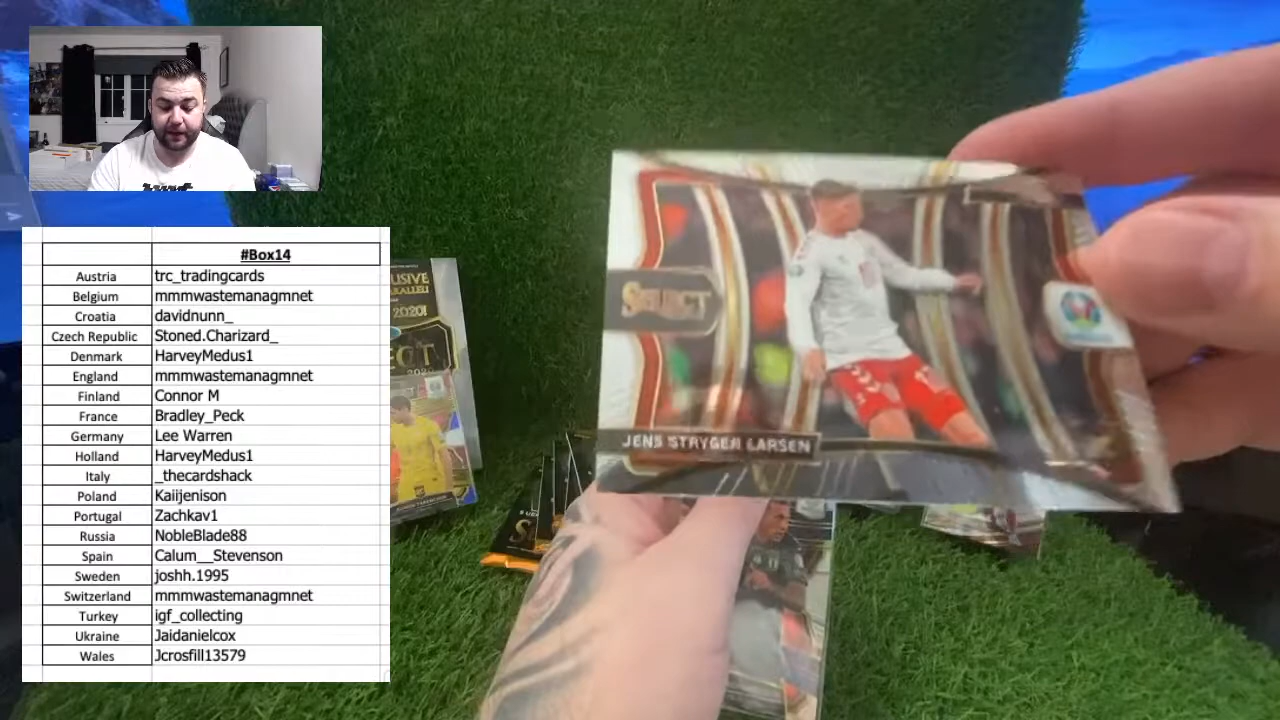 #Box14
Austria trc_tradingcards
Belgium mmmwastemanagmnet
Croatia davidnunn_
Czech Republic Stoned.Charizard_
Denmark HarveyMedus1
England mmmwastemanagmnet
Finland Connor M
France Bradley_Peck
Germany Lee Warren
Holland HarveyMedus1
Italy _thecardshack
Poland Kaiijenison
Portugal Zachkav1
Russia NobleBlade88
Spain Calum__Stevenson
Sweden joshh.1995
Switzerland mmmwastemanagmnet
Turkey igf_collecting
Ukraine Jaidanielcox
Wales Jcrosfill13579
2020!
SELECT
JENS STRYGER LARSEN